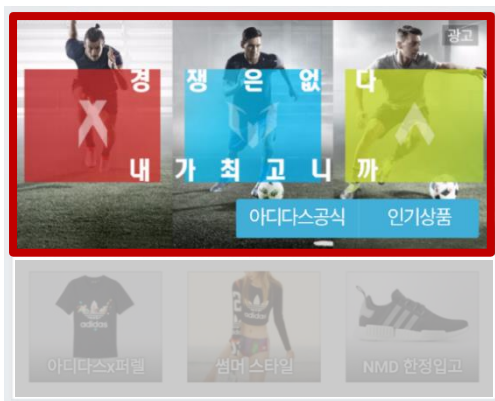 광고
경쟁은 없다
내가 최고니까
아디다스공식 인기상품
adidas
아디다스x퍼렐
썸머 스타일
NMD 한정입고